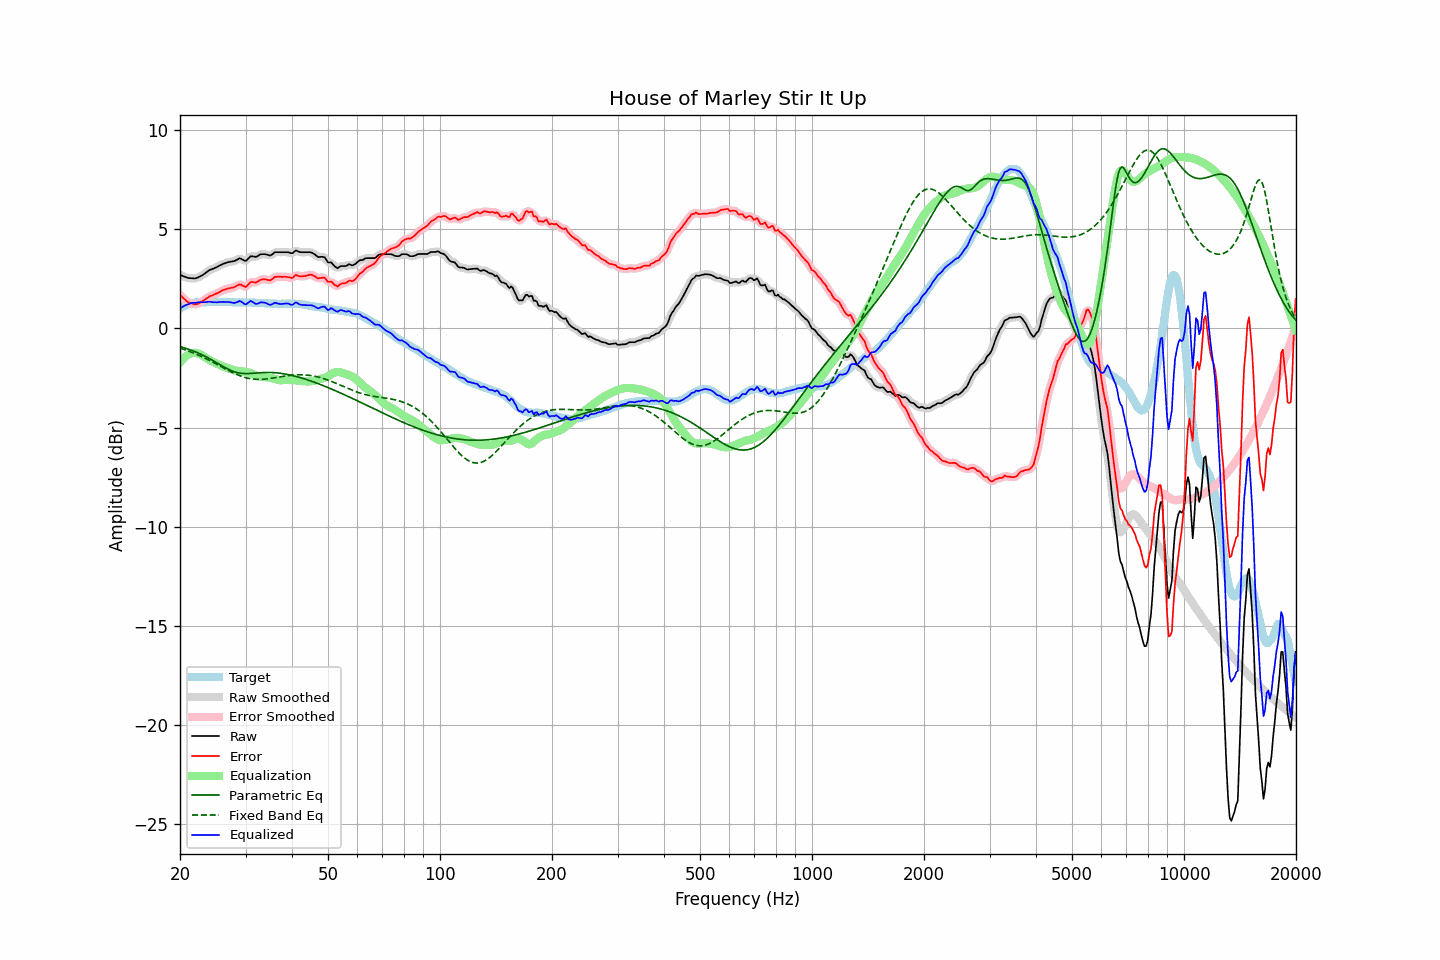 House of Marley Stir It Up
Amplitude (dBr)
10
5
0
−5
−10
−15
−20
−25
Target
Raw Smoothed
Error Smoothed
Raw
Error
Equalization
Parametric Eq
Fixed Band Eq
Equalized
20 50 100 200 500 1000 2000 5000 10000 20000
Frequency (Hz)